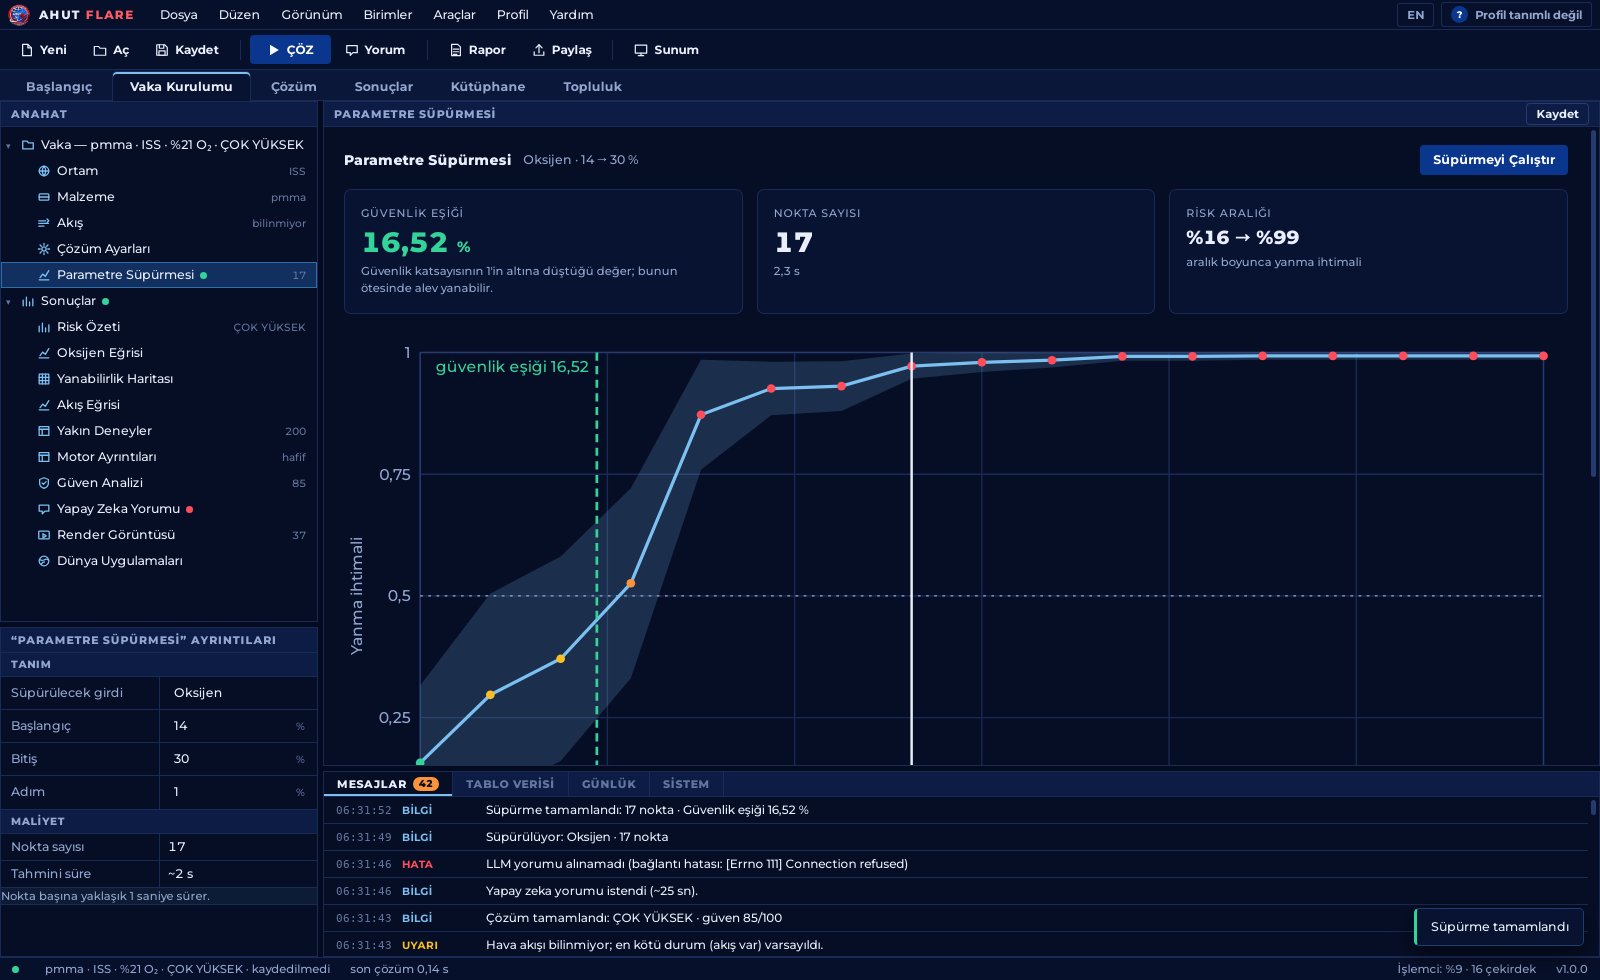 AHUT FLARE Dosya Düzen Görünüm Birimler Araçlar Profil Yardım EN ? Profil tanımlı değil
Yeni Aç Kaydet ÇÖZ Yorum Rapor Paylaş Sunum
Başlangıç Vaka Kurulumu Çözüm Sonuçlar Kütüphane Topluluk
ANAHAT
Vaka — pmma · ISS · %21 O₂ · ÇOK YÜKSEK
Ortam ISS
Malzeme pmma
Akış bilinmiyor
Çözüm Ayarları
Parametre Süpürmesi 17
Sonuçlar
Risk Özeti ÇOK YÜKSEK
Oksijen Eğrisi
Yanabilirlik Haritası
Akış Eğrisi
Yakın Deneyler 200
Motor Ayrıntıları hafif
Güven Analizi 85
Yapay Zeka Yorumu
Render Görüntüsü 37
Dünya Uygulamaları
“PARAMETRE SÜPÜRMESİ” AYRINTILARI
TANIM
Süpürülecek girdi Oksijen
Başlangıç 14 %
Bitiş 30 %
Adım 1 %
MALİYET
Nokta sayısı 17
Tahmini süre ~2 s
Nokta başına yaklaşık 1 saniye sürer.
PARAMETRE SÜPÜRMESİ Kaydet
Parametre Süpürmesi Oksijen · 14 → 30 % Süpürmeyi Çalıştır
GÜVENLİK EŞİĞİ
16,52 %
Güvenlik katsayısının 1'in altına düştüğü değer; bunun
ötesinde alev yanabilir.
NOKTA SAYISI
17
2,3 s
RİSK ARALIĞI
%16 → %99
aralık boyunca yanma ihtimali
1
güvenlik eşiği 16,52
0,75
0,5
0,25
Yanma ihtimali
MESAJLAR 42 TABLO VERİSİ GÜNLÜK SİSTEM
06:31:52 BİLGİ Süpürme tamamlandı: 17 nokta · Güvenlik eşiği 16,52 %
06:31:49 BİLGİ Süpürülüyor: Oksijen · 17 nokta
06:31:46 HATA LLM yorumu alınamadı (bağlantı hatası: [Errno 111] Connection refused)
06:31:46 BİLGİ Yapay zeka yorumu istendi (~25 sn).
06:31:43 BİLGİ Çözüm tamamlandı: ÇOK YÜKSEK · güven 85/100
06:31:43 UYARI Hava akışı bilinmiyor; en kötü durum (akış var) varsayıldı.
Süpürme tamamlandı
pmma · ISS · %21 O₂ · ÇOK YÜKSEK · kaydedilmedi son çözüm 0,14 s İşlemci: %9 · 16 çekirdek v1.0.0